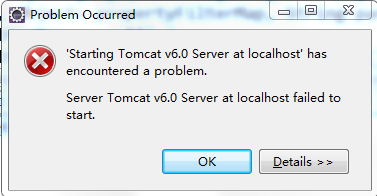 Problem Occurred
'Starting Tomcat v6.0 Server at localhost' has
encountered a problem.
Server Tomcat v6.0 Server at localhost failed to
start.
OK
Details >>